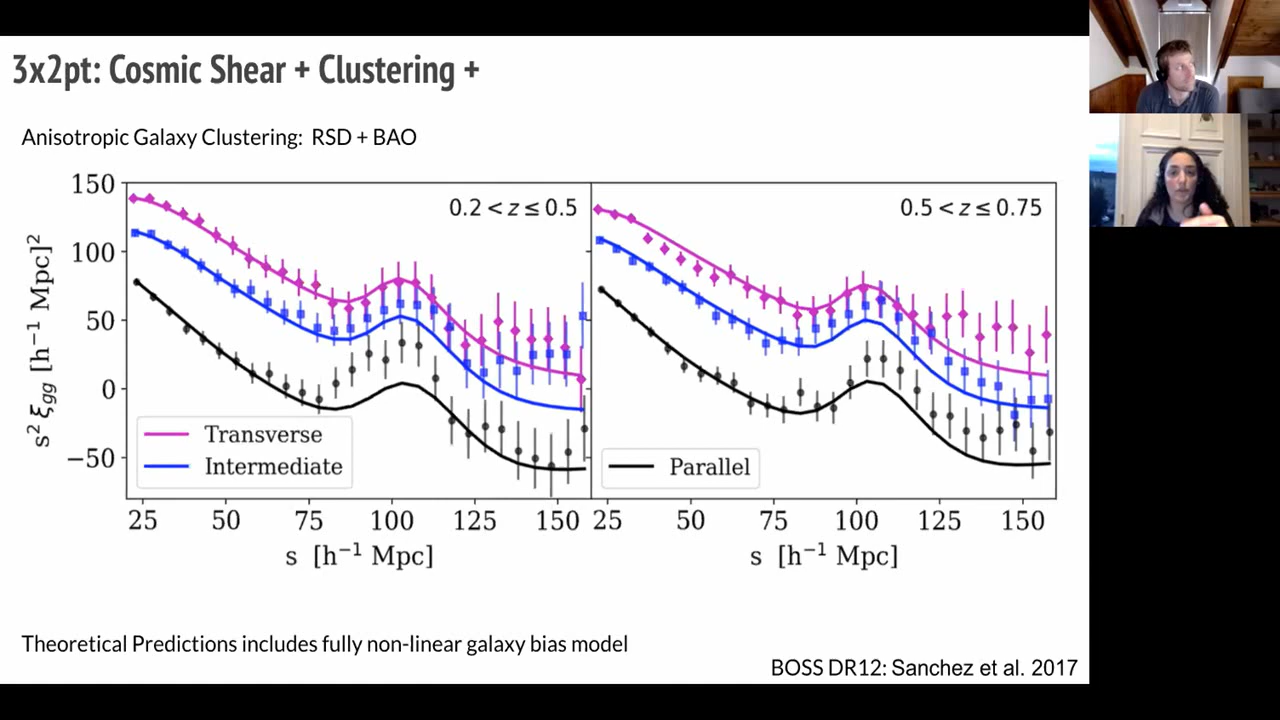 3x2pt: Cosmic Shear + Clustering +
Anisotropic Galaxy Clustering: RSD + BAO
s² ξgg [h⁻¹ Mpc]²
150
100
50
0
−50
0.2 < z ≤ 0.5
0.5 < z ≤ 0.75
Transverse
Intermediate
Parallel
25 50 75 100 125 150
25 50 75 100 125 150
s [h⁻¹ Mpc]
s [h⁻¹ Mpc]
Theoretical Predictions includes fully non-linear galaxy bias model
BOSS DR12: Sanchez et al. 2017